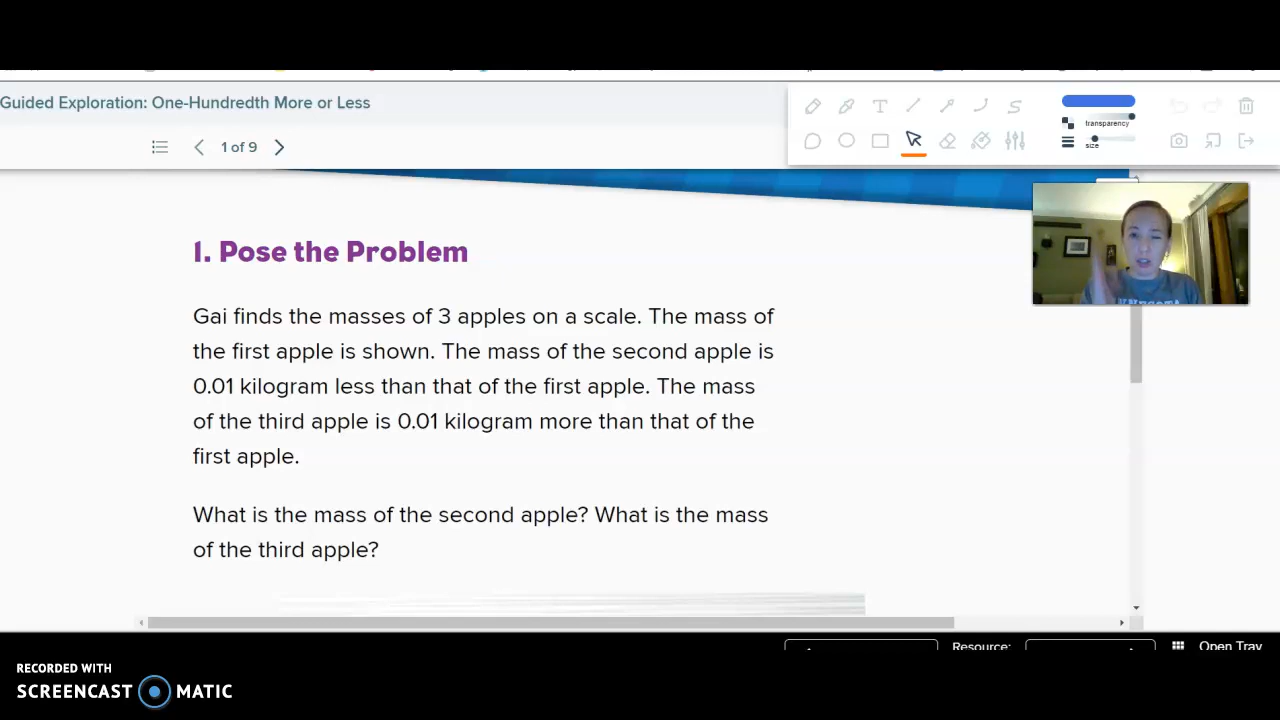 Guided Exploration: One-Hundredth More or Less
1 of 9
transparency
size
1. Pose the Problem
Gai finds the masses of 3 apples on a scale. The mass of
the first apple is shown. The mass of the second apple is
0.01 kilogram less than that of the first apple. The mass
of the third apple is 0.01 kilogram more than that of the
first apple.
What is the mass of the second apple? What is the mass
of the third apple?
Resource:
Open Tray
RECORDED WITH
SCREENCAST MATIC